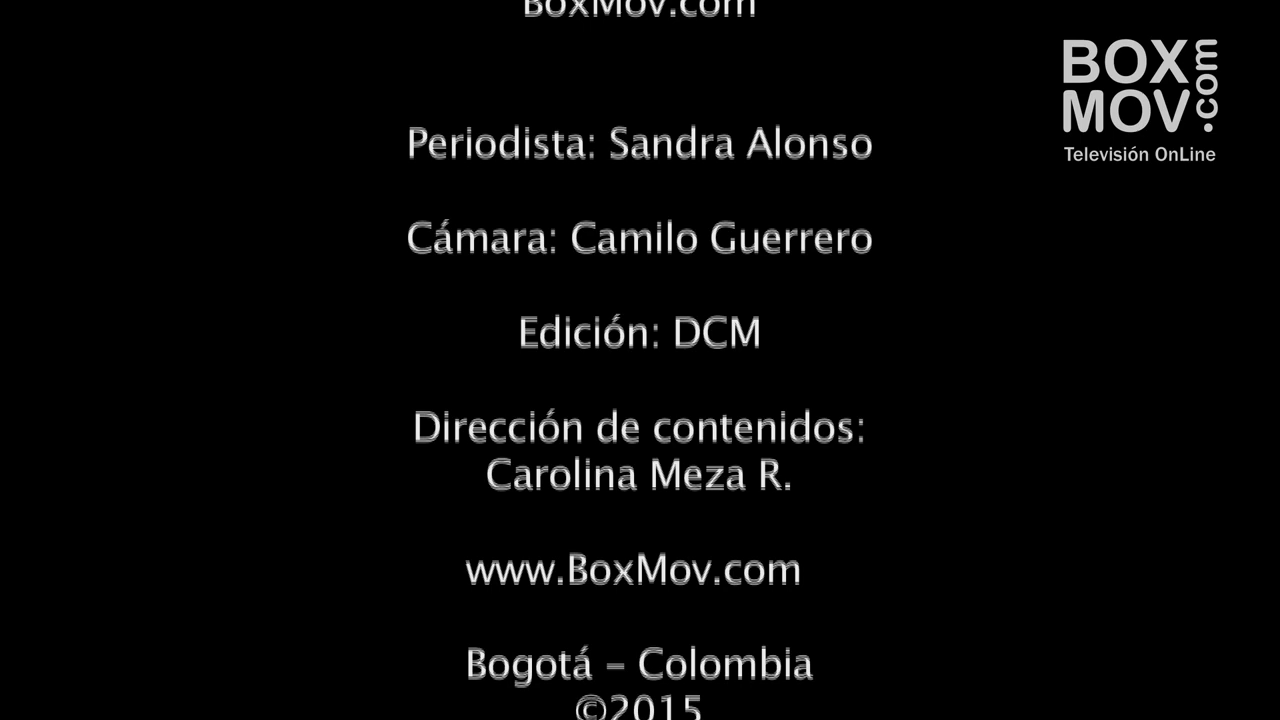 BoxMov.com
BOX
MOV.com
Televisión OnLine
Periodista: Sandra Alonso
Cámara: Camilo Guerrero
Edición: DCM
Dirección de contenidos:
Carolina Meza R.
www.BoxMov.com
Bogotá – Colombia
©2015